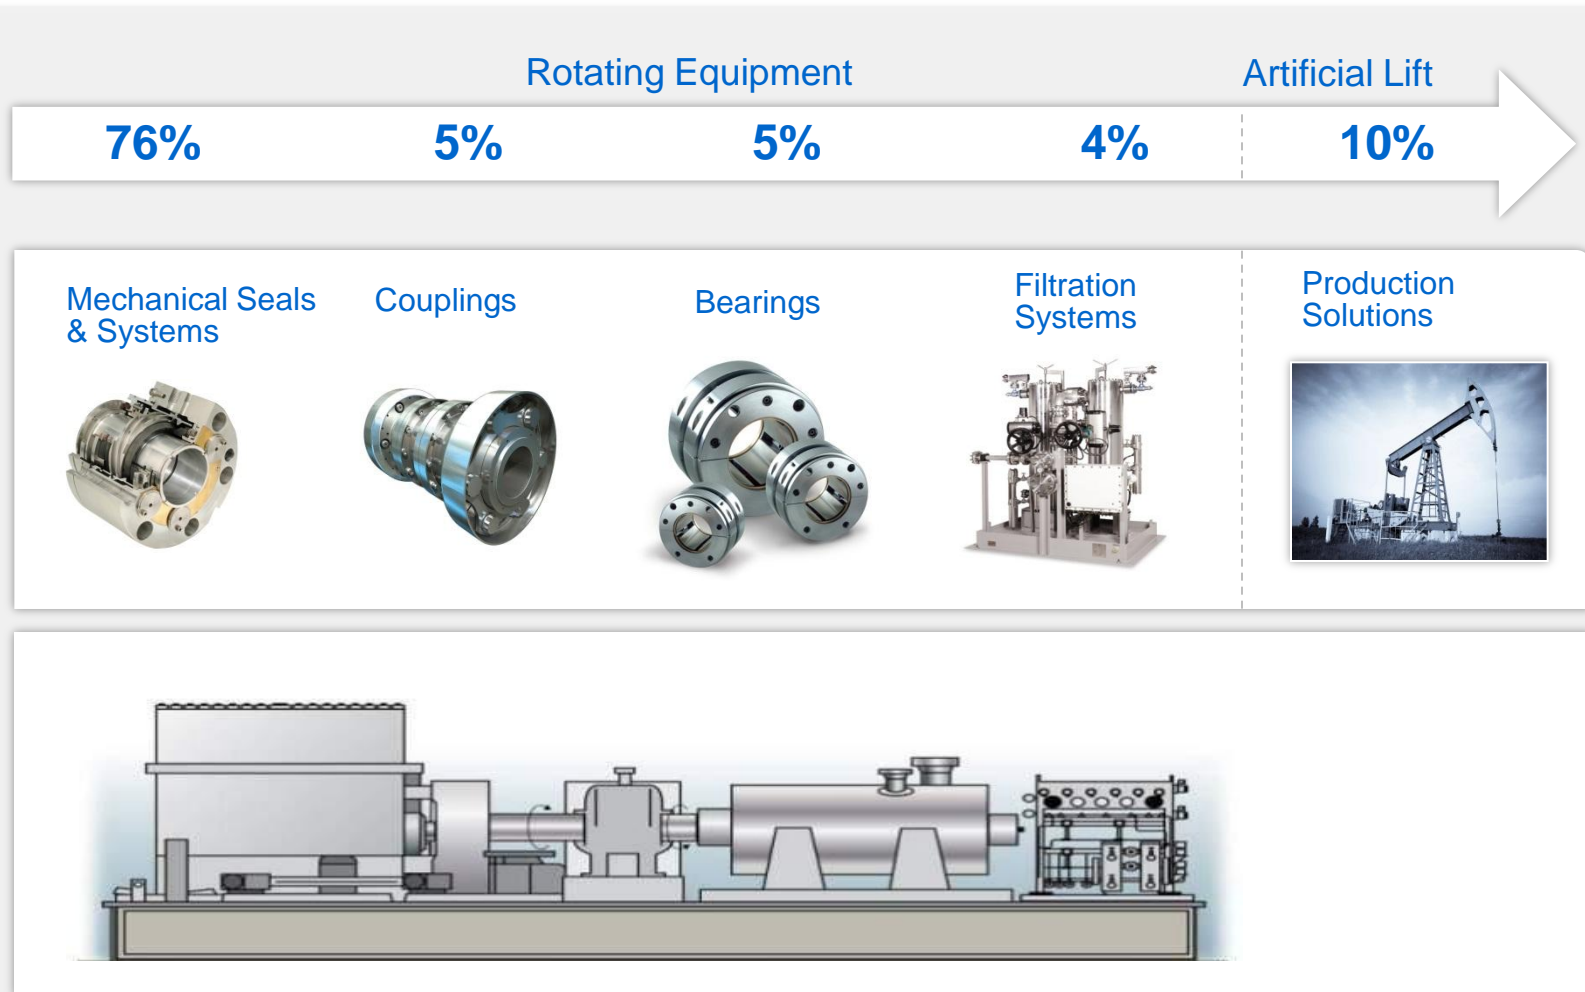 Rotating Equipment
Artificial Lift
76%
5%
5%
4%
10%
Mechanical Seals
& Systems
Couplings
Bearings
Filtration
Systems
Production
Solutions